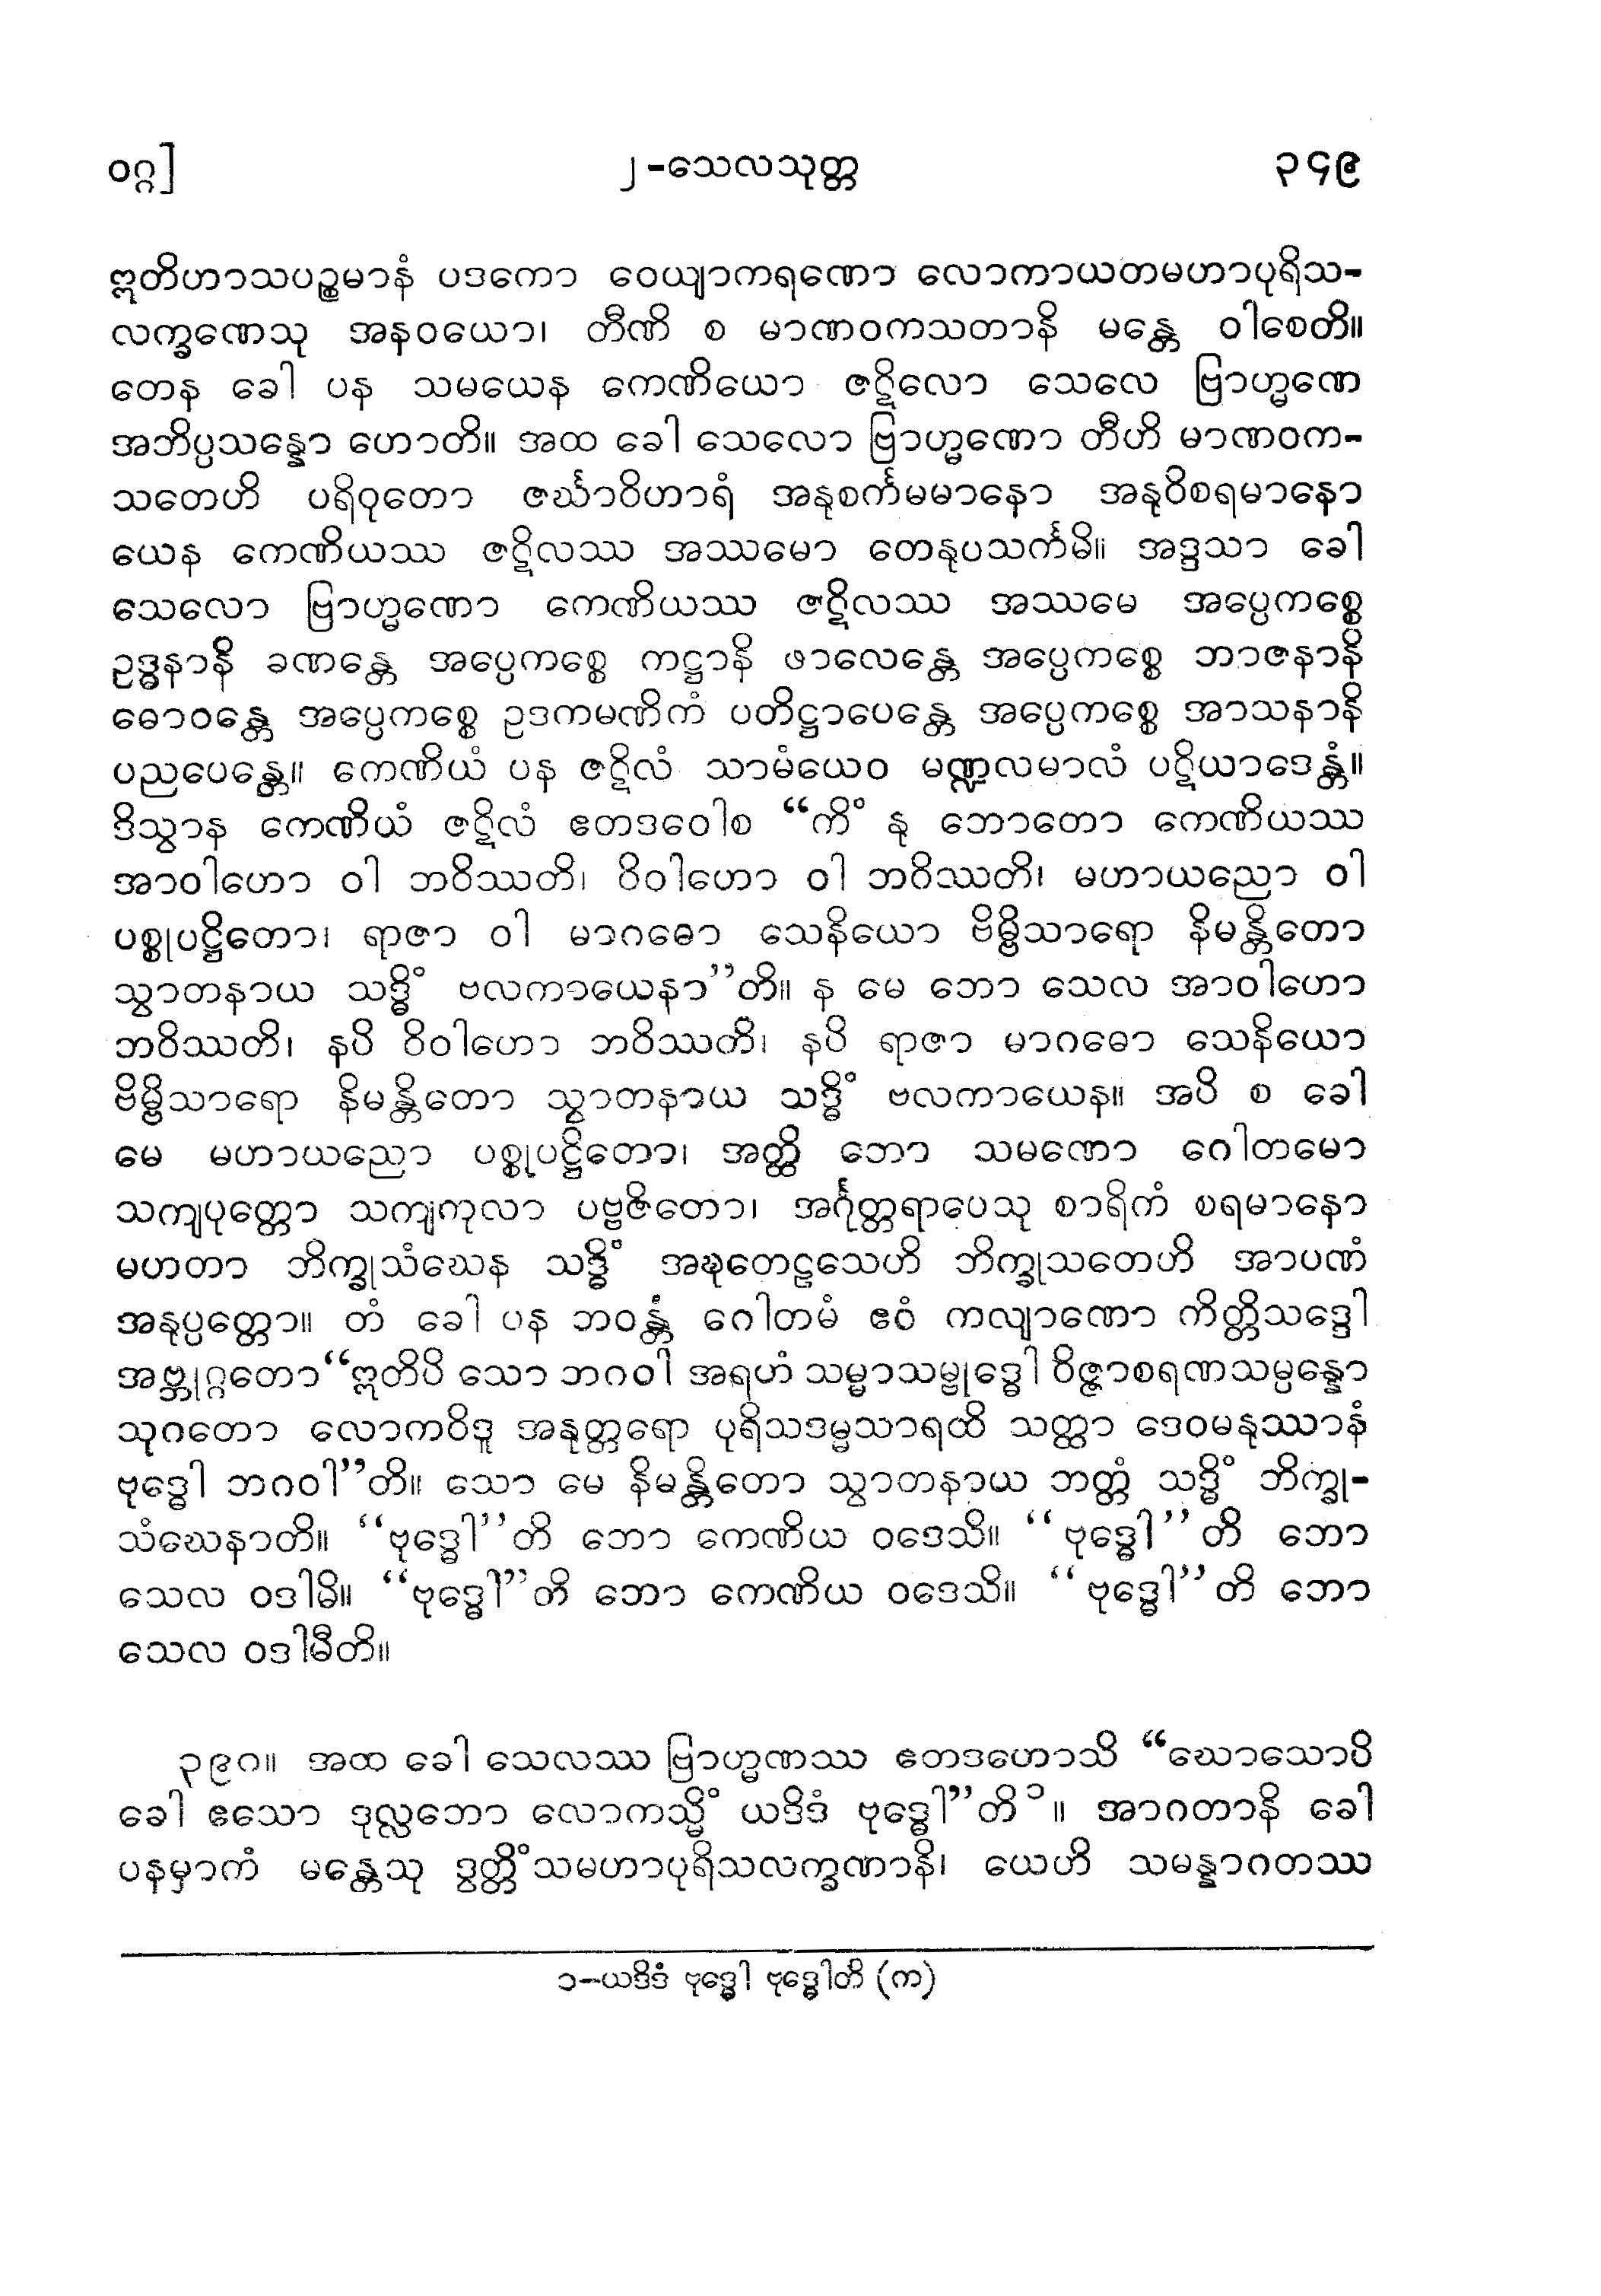 ဝဂ္ဂ] ၂-သေလသုတ္တ ၃၄၉
ဣတိဟာသပဉ္စမာနံ ပဒကော ဝေယျာကရဏော လောကာယတမဟာပုရိသ-
လက္ခဏေသု အနဝယော၊ တီဏိ စ မာဏဝကသတာနိ မန္တေ ဝါစေတိ။
တေန ခေါ ပန သမယေန ကေဏိယော ဇဋိလော သေလေ ဗြာဟ္မဏေ
အဘိပ္ပသန္နော ဟောတိ။ အထ ခေါ သေလော ဗြာဟ္မဏော တီဟိ မာဏဝက-
သတေဟိ ပရိဝုတော ဇင်္ဃာဝိဟာရံ အနုစင်္ကမမာနော အနုဝိစရမာနော
ယေန ကေဏိယဿ ဇဋိလဿ အဿမော တေနုပသင်္ကမိ။ အဒ္ဒသာ ခေါ
သေလော ဗြာဟ္မဏော ကေဏိယဿ ဇဋိလဿ အဿမေ အပ္ပေကစ္စေ
ဥဒ္ဓနာနိ ခဏန္တေ အပ္ပေကစ္စေ ကဋ္ဌာနိ ဖာလေန္တေ အပ္ပေကစ္စေ ဘာဇနာနိ
ဓောဝန္တေ အပ္ပေကစ္စေ ဥဒကမဏိကံ ပတိဋ္ဌာပေန္တေ အပ္ပေကစ္စေ အာသနာနိ
ပညပေန္တေ။ ကေဏိယံ ပန ဇဋိလံ သာမံယေဝ မဏ္ဍလမာလံ ပဋိယာဒေန္တံ။
ဒိသွာန ကေဏိယံ ဇဋိလံ ဧတဒဝေါစ “ကိံ နု ဘောတော ကေဏိယဿ
အာဝါဟော ဝါ ဘဝိဿတိ၊ ဝိဝါဟော ဝါ ဘဝိဿတိ၊ မဟာယညော ဝါ
ပစ္စုပဋ္ဌိတော၊ ရာဇာ ဝါ မာဂဓော သေနိယော ဗိမ္ဗိသာရော နိမန္တိတော
သွာတနာယ သဒ္ဓိံ ဗလကာယေနာ”တိ။ န မေ ဘော သေလ အာဝါဟော
ဘဝိဿတိ၊ နပိ ဝိဝါဟော ဘဝိဿတိ၊ နပိ ရာဇာ မာဂဓော သေနိယော
ဗိမ္ဗိသာရော နိမန္တိတော သွာတနာယ သဒ္ဓိံ ဗလကာယေန။ အပိ စ ခေါ
မေ မဟာယညော ပစ္စုပဋ္ဌိတော၊ အတ္ထိ ဘော သမဏော ဂေါတမော
သကျပုတ္တော သကျကုလာ ပဗ္ဗဇိတော၊ အင်္ဂုတ္တရာပေသု စာရိကံ စရမာနော
မဟတာ ဘိက္ခုသံဃေန သဒ္ဓိံ အဍ္ဎတေဠသေဟိ ဘိက္ခုသတေဟိ အာပဏံ
အနုပ္ပတ္တော။ တံ ခေါ ပန ဘဝန္တံ ဂေါတမံ ဧဝံ ကလျာဏော ကိတ္တိသဒ္ဒေါ
အဗ္ဘုဂ္ဂတော“ဣတိပိ သော ဘဂဝါ အရဟံ သမ္မာသမ္ဗုဒ္ဓေါ ဝိဇ္ဇာစရဏသမ္ပန္နော
သုဂတော လောကဝိဒူ အနုတ္တရော ပုရိသဒမ္မသာရထိ သတ္ထာ ဒေဝမနုဿာနံ
ဗုဒ္ဓေါ ဘဂဝါ”တိ။ သော မေ နိမန္တိတော သွာတနာယ ဘတ္တံ သဒ္ဓိံ ဘိက္ခု-
သံဃေနာတိ။ “ဗုဒ္ဓေါ”တိ ဘော ကေဏိယ ဝဒေသိ။ “ဗုဒ္ဓေါ”တိ ဘော
သေလ ဝဒါမိ။ “ဗုဒ္ဓေါ”တိ ဘော ကေဏိယ ဝဒေသိ။ “ဗုဒ္ဓေါ”တိ ဘော
သေလ ဝဒါမီတိ။
၃၉၇။ အထ ခေါ သေလဿ ဗြာဟ္မဏဿ ဧတဒဟောသိ “ဃောသောပိ
ခေါ ဧသော ဒုလ္လဘော လောကသ္မိံ ယဒိဒံ ဗုဒ္ဓေါ”တိ ၁။ အာဂတာနိ ခေါ
ပနမှာကံ မန္တေသု ဒွတ္တိံသမဟာပုရိသလက္ခဏာနိ၊ ယေဟိ သမန္နာဂတဿ
၁-ယဒိဒံ ဗုဒ္ဓေါ ဗုဒ္ဓေါတိ (က)